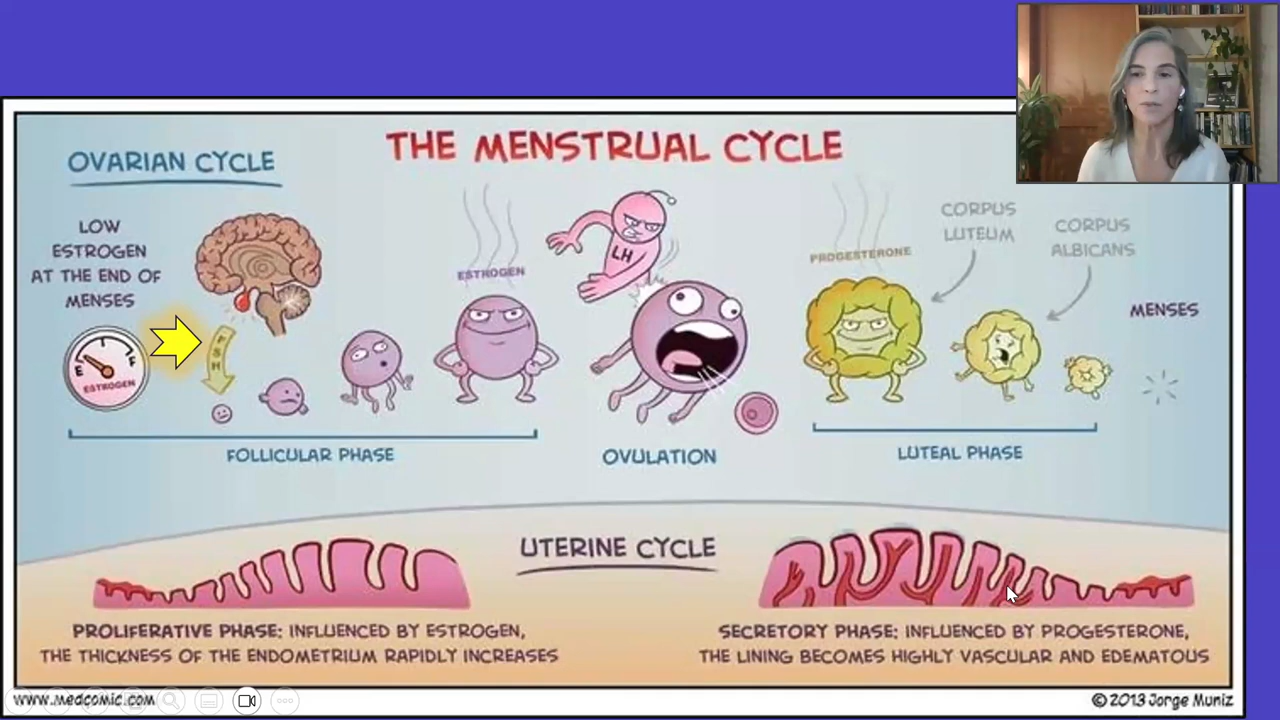 THE MENSTRUAL CYCLE
OVARIAN CYCLE
LOW
ESTROGEN
AT THE END OF
MENSES
E
F
ESTROGEN
FSH
ESTROGEN
LH
PROGESTERONE
CORPUS
LUTEUM
CORPUS
ALBICANS
MENSES
FOLLICULAR PHASE
OVULATION
LUTEAL PHASE
UTERINE CYCLE
PROLIFERATIVE PHASE: INFLUENCED BY ESTROGEN,
THE THICKNESS OF THE ENDOMETRIUM RAPIDLY INCREASES
SECRETORY PHASE: INFLUENCED BY PROGESTERONE,
THE LINING BECOMES HIGHLY VASCULAR AND EDEMATOUS
www.medcomic.com
© 2013 Jorge Muniz